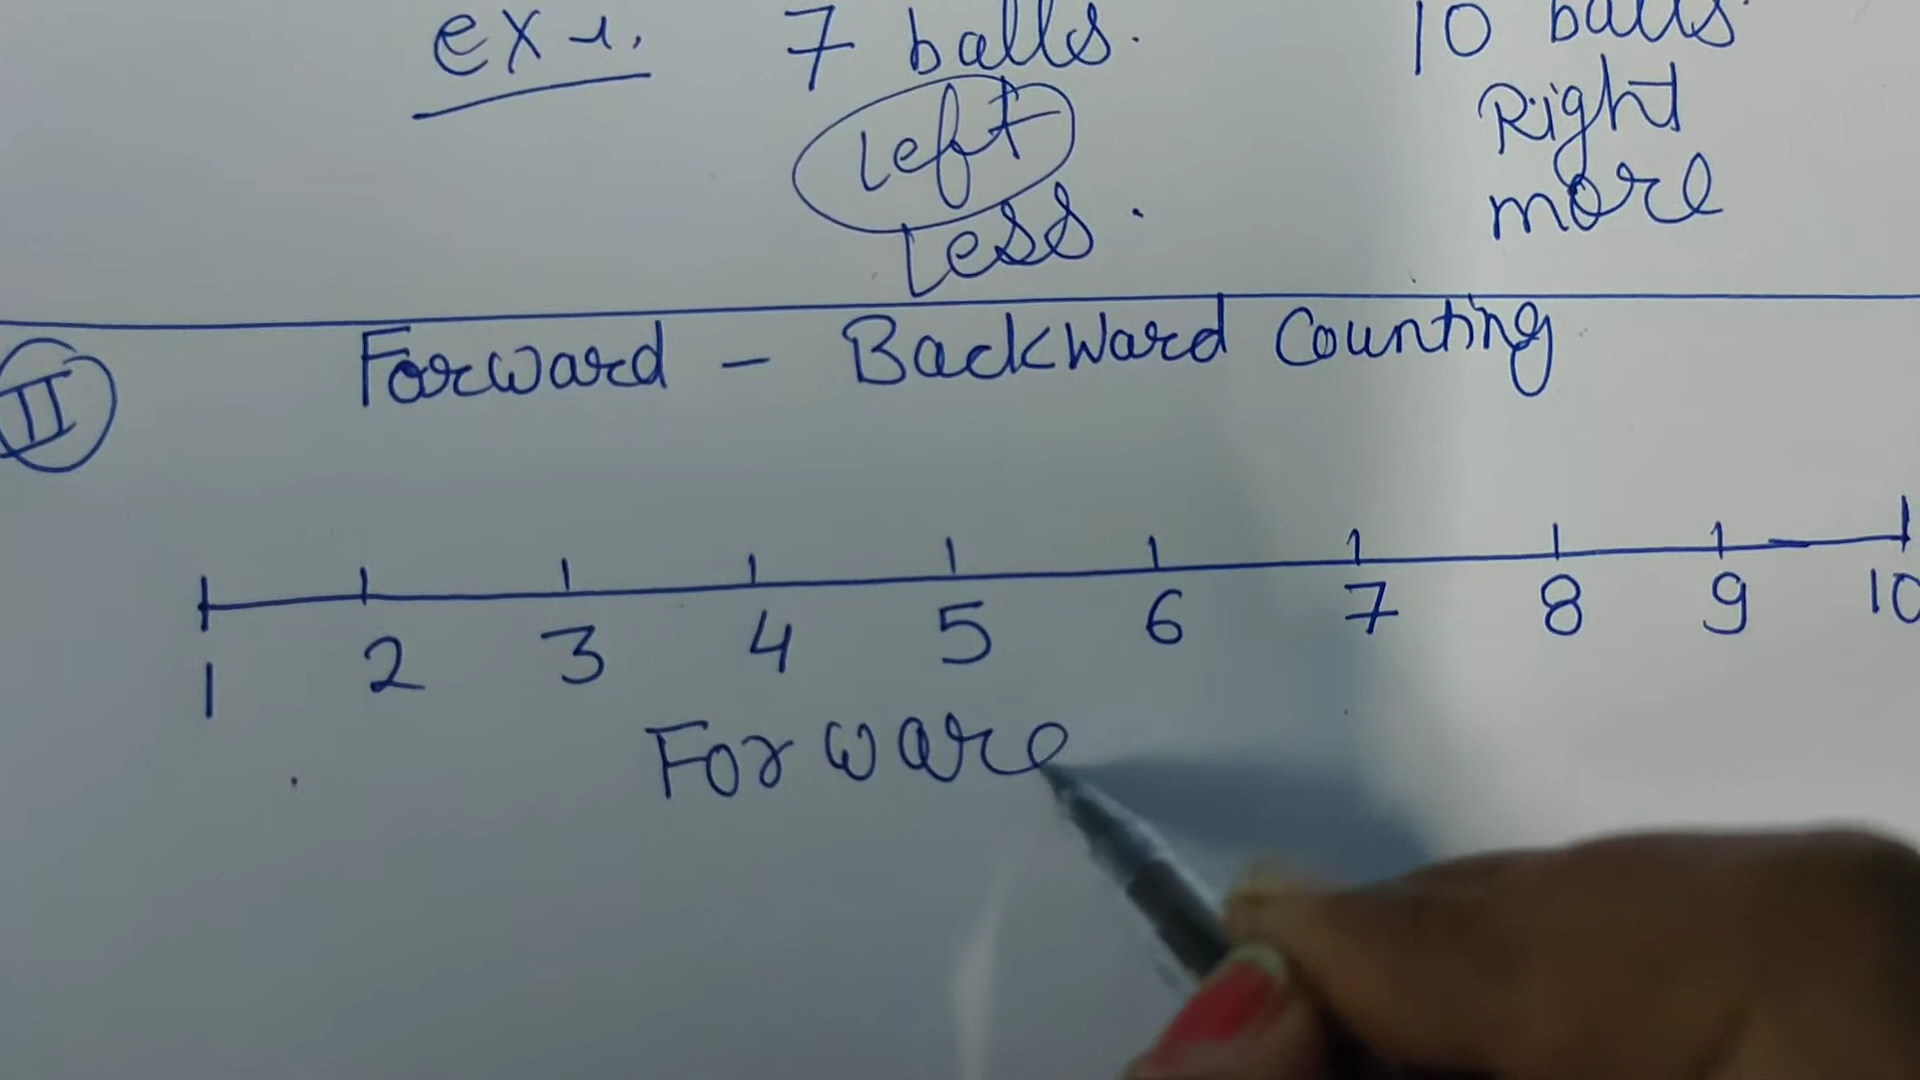 ex 1. 7 balls. 10 balls.
Left Right
Less. more
II Forward - Backward Counting
1 2 3 4 5 6 7 8 9 10
Forwar